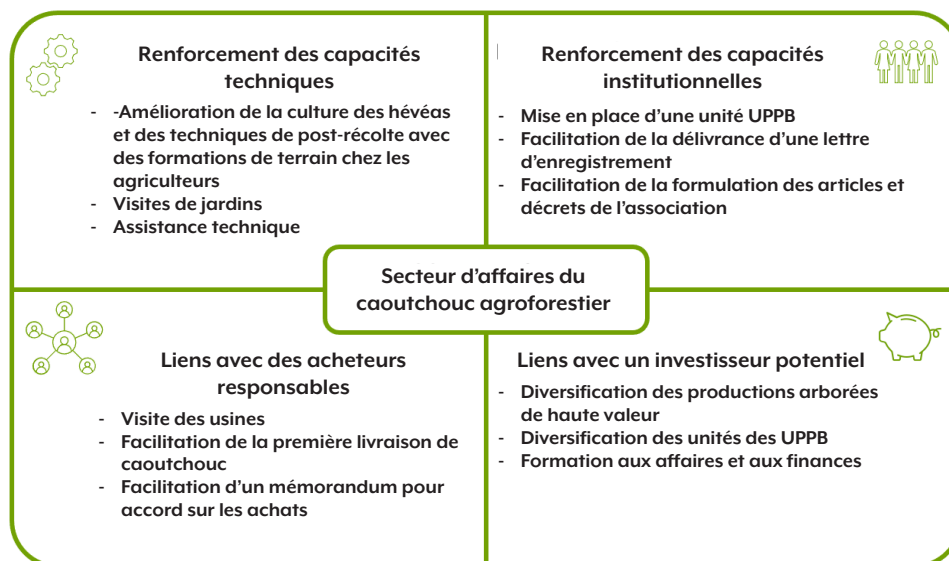 Renforcement des capacités
techniques
- -Amélioration de la culture des hévéas
et des techniques de post-récolte avec
des formations de terrain chez les
agriculteurs
- Visites de jardins
- Assistance technique
Renforcement des capacités
institutionnelles
- Mise en place d'une unité UPPB
- Facilitation de la délivrance d'une lettre
d'enregistrement
- Facilitation de la formulation des articles et
décrets de l'association
Secteur d'affaires du
caoutchouc agroforestier
Liens avec des acheteurs
responsables
- Visite des usines
- Facilitation de la première livraison de
caoutchouc
- Facilitation d'un mémorandum pour
accord sur les achats
Liens avec un investisseur potentiel
- Diversification des productions arborées
de haute valeur
- Diversification des unités des UPPB
- Formation aux affaires et aux finances